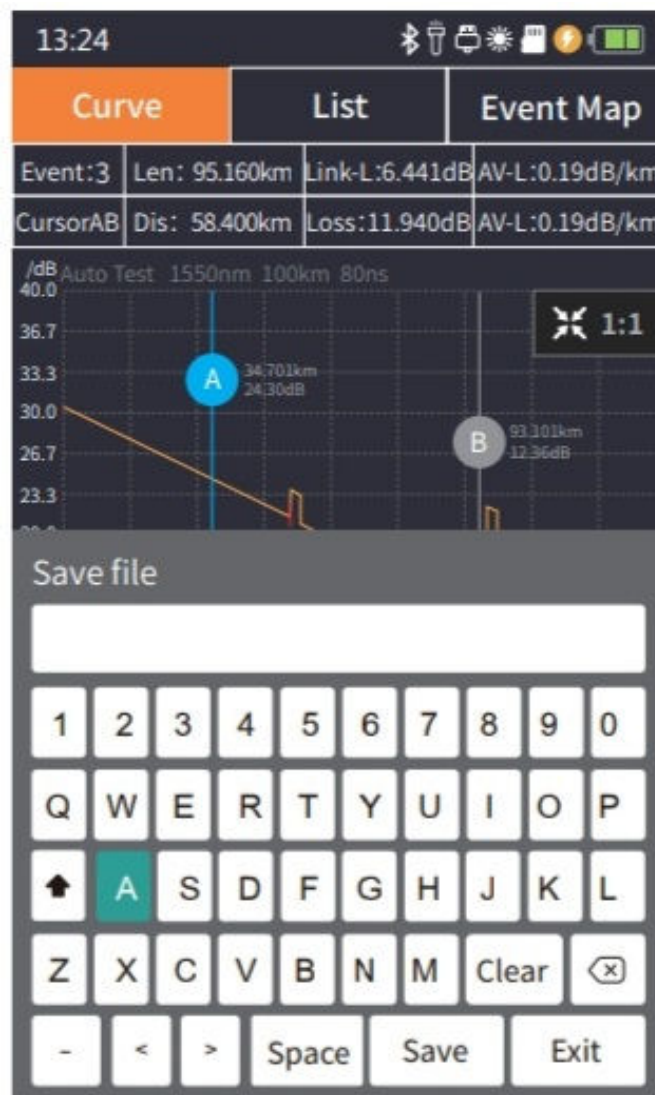 13:24
Curve List Event Map
Event:3 Len: 95.160km Link-L:6.441dB AV-L:0.19dB/km
CursorAB Dis: 58.400km Loss:11.940dB AV-L:0.19dB/km
/dB Auto Test 1550nm 100km 80ns
40.0
1:1
36.7
A 34.701km
24.30dB
33.3
30.0
B 93.101km
12.36dB
26.7
23.3
Save file
1 2 3 4 5 6 7 8 9 0
Q W E R T Y U I O P
A S D F G H J K L
Z X C V B N M Clear
- < > Space Save Exit